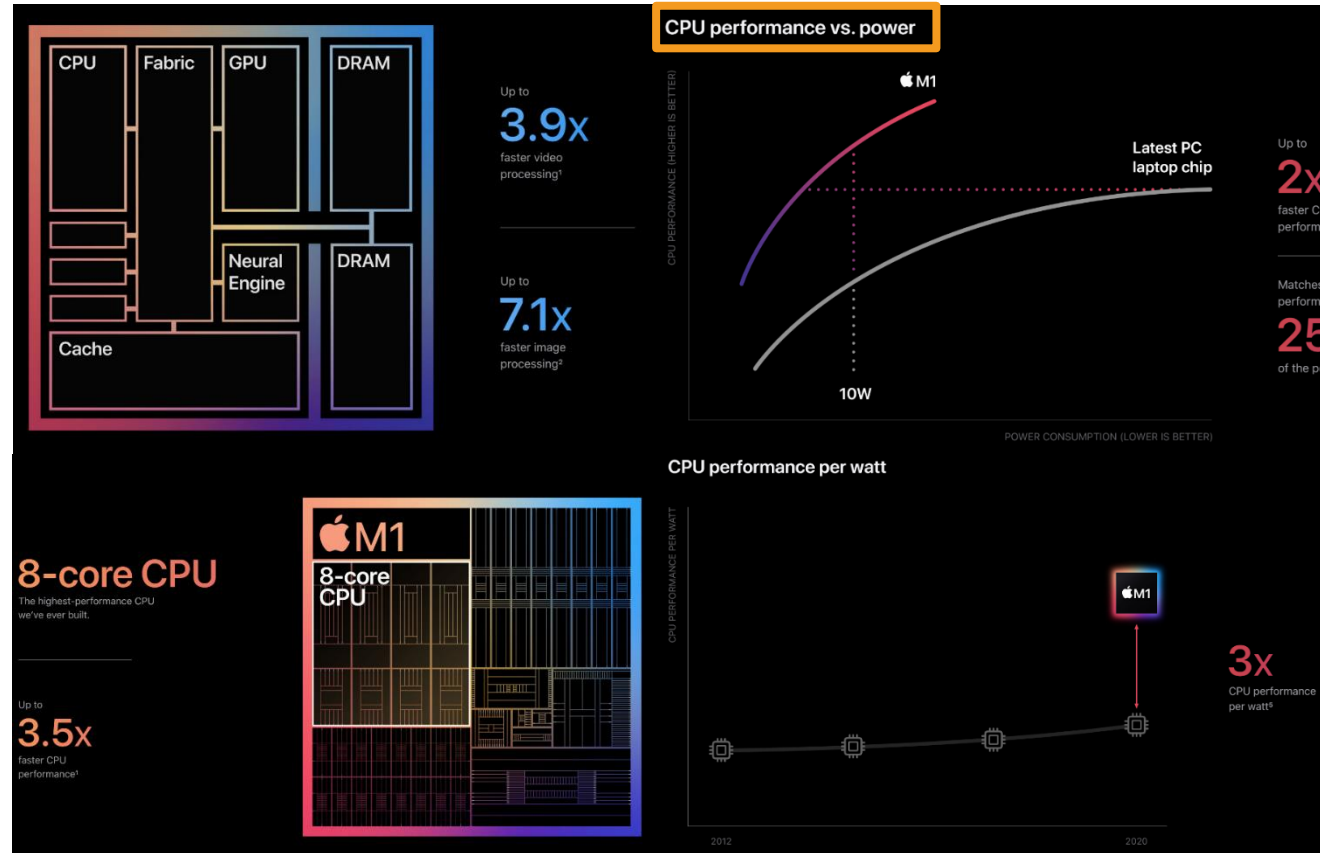 CPU
Fabric
GPU
DRAM
Neural
Engine
DRAM
Cache
Up to
3.9x
faster video
processing¹
Up to
7.1x
faster image
processing²
CPU performance vs. power
CPU PERFORMANCE (HIGHER IS BETTER)
M1
Latest PC
laptop chip
10W
POWER CONSUMPTION (LOWER IS BETTER)
Up to
2x
faster C
perform
Matches
perform
25
of the p
8-core CPU
The highest-performance CPU
we've ever built.
Up to
3.5x
faster CPU
performance¹
M1
8-core
CPU
CPU performance per watt
CPU PERFORMANCE PER WATT
M1
3x
CPU performance
per watt⁵
2012
2020